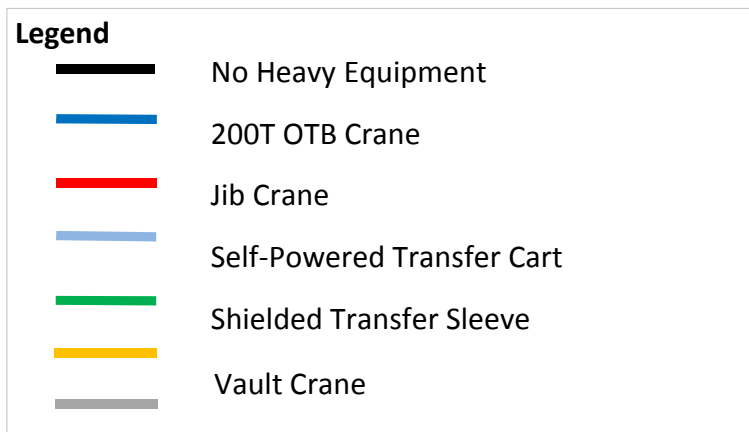 Legend
No Heavy Equipment
200T OTB Crane
Jib Crane
Self-Powered Transfer Cart
Shielded Transfer Sleeve
Vault Crane